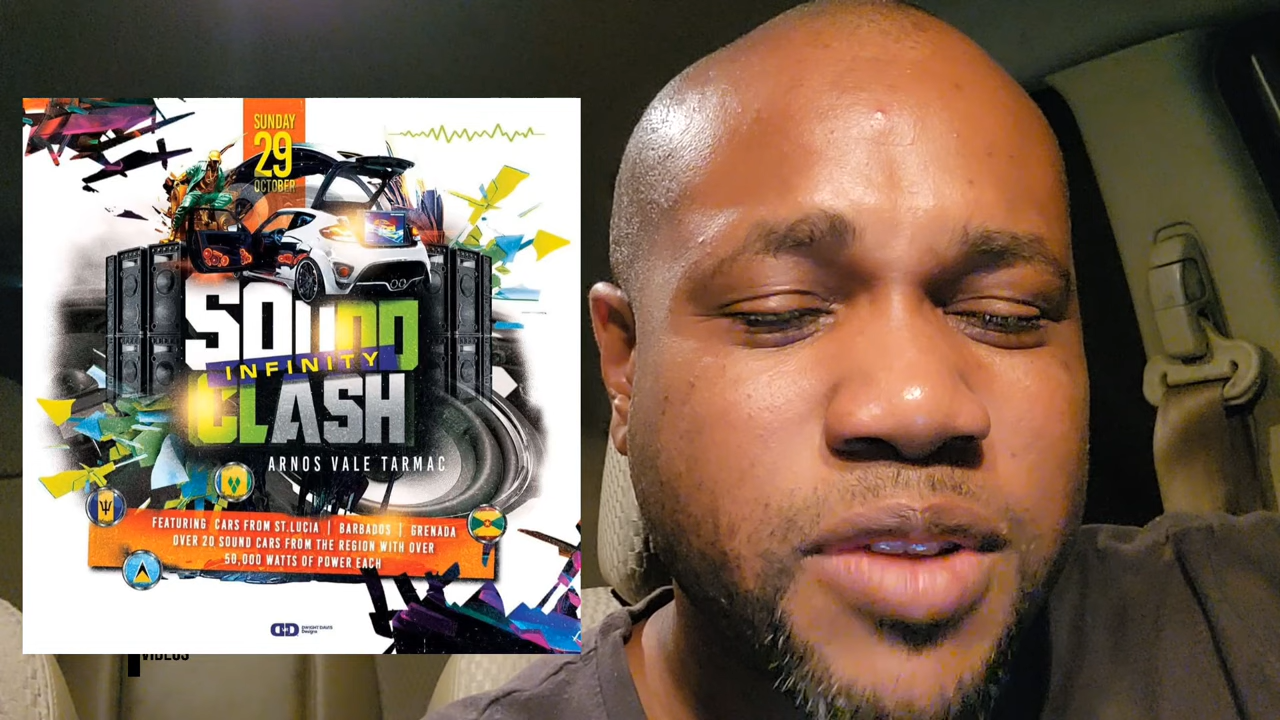 SUNDAY
29
OCTOBER
SOUND
INFINITY
CLASH
ARNOS VALE TARMAC
FEATURING CARS FROM ST.LUCIA | BARBADOS | GRENADA
OVER 20 SOUND CARS FROM THE REGION WITH OVER
50,000 WATTS OF POWER EACH
DWIGHT DAVIS
Designs
VIDEOS